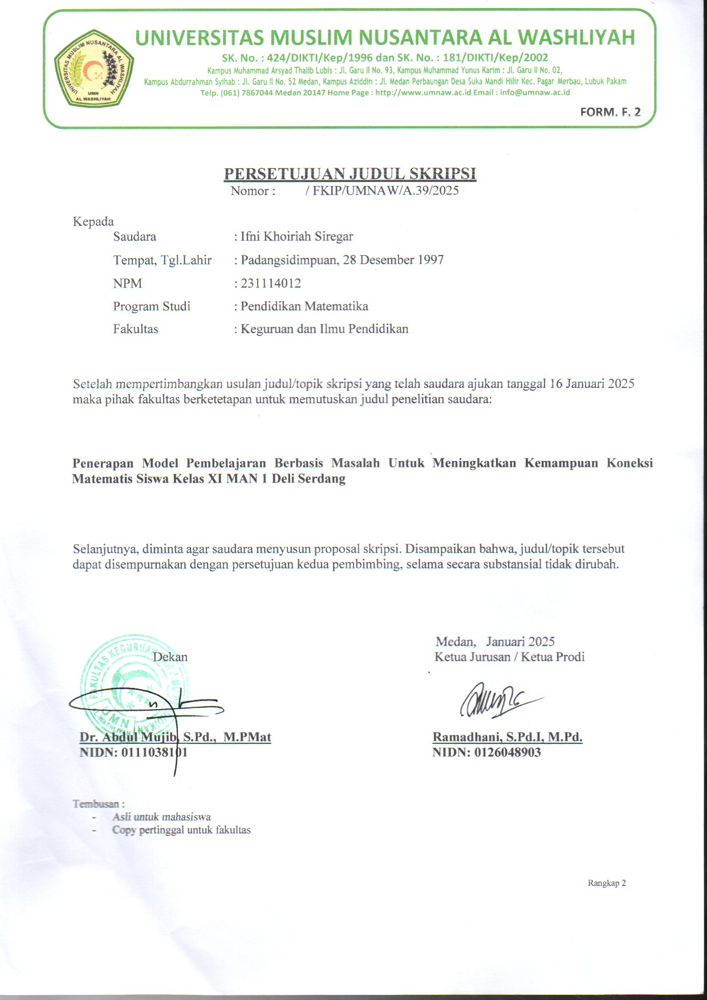 UNIVERSITAS MUSLIM NUSANTARA AL WASHLIYAH
SK. No. : 424/DIKTI/Kep/1996 dan SK. No. : 181/DIKTI/Kep/2002
Kampus Muhammad Arsyad Thalib Lubis : Jl. Garu II No. 93, Kampus Muhammad Yunus Karim : Jl. Garu II No. 02,
Kampus Abdurrahman Syihab : Jl. Garu II No. 52 Medan, Kampus Aziddin : Jl. Medan Perbaungan Desa Suka Mandi Hilir Kec. Pagar Merbau, Lubuk Pakam
Telp. (061) 7867044 Medan 20147 Home Page : http://www.umnaw.ac.id Email : info@umnaw.ac.id
UNIVERSITAS MUSLIM NUSANTARA AL WASHLIYAH
UMN
AL WASHLIYAH
FORM. F. 2
PERSETUJUAN JUDUL SKRIPSI
Nomor : / FKIP/UMNAW/A.39/2025
Kepada
Saudara : Ifni Khoiriah Siregar
Tempat, Tgl.Lahir : Padangsidimpuan, 28 Desember 1997
NPM : 231114012
Program Studi : Pendidikan Matematika
Fakultas : Keguruan dan Ilmu Pendidikan
Setelah mempertimbangkan usulan judul/topik skripsi yang telah saudara ajukan tanggal 16 Januari 2025
maka pihak fakultas berketetapan untuk memutuskan judul penelitian saudara:
Penerapan Model Pembelajaran Berbasis Masalah Untuk Meningkatkan Kemampuan Koneksi
Matematis Siswa Kelas XI MAN 1 Deli Serdang
Selanjutnya, diminta agar saudara menyusun proposal skripsi. Disampaikan bahwa, judul/topik tersebut
dapat disempurnakan dengan persetujuan kedua pembimbing, selama secara substansial tidak dirubah.
Medan, Januari 2025
Dekan Ketua Jurusan / Ketua Prodi
FAKULTAS KEGURUAN
UMN
Dr. Abdul Mujib, S.Pd., M.PMat Ramadhani, S.Pd.I, M.Pd.
NIDN: 0111038101 NIDN: 0126048903
Tembusan :
- Asli untuk mahasiswa
- Copy pertinggal untuk fakultas
Rangkap 2